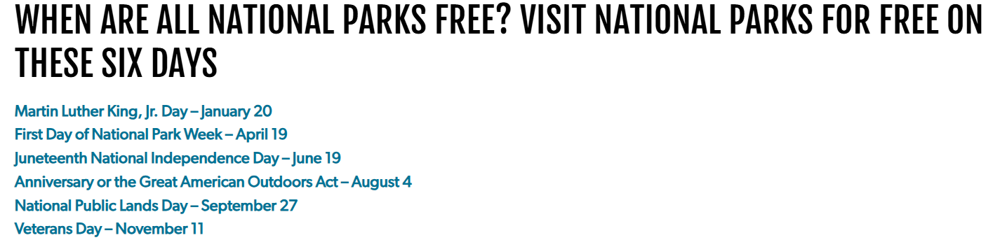 WHEN ARE ALL NATIONAL PARKS FREE? VISIT NATIONAL PARKS FOR FREE ON
THESE SIX DAYS
Martin Luther King, Jr. Day – January 20
First Day of National Park Week – April 19
Juneteenth National Independence Day – June 19
Anniversary or the Great American Outdoors Act – August 4
National Public Lands Day – September 27
Veterans Day – November 11